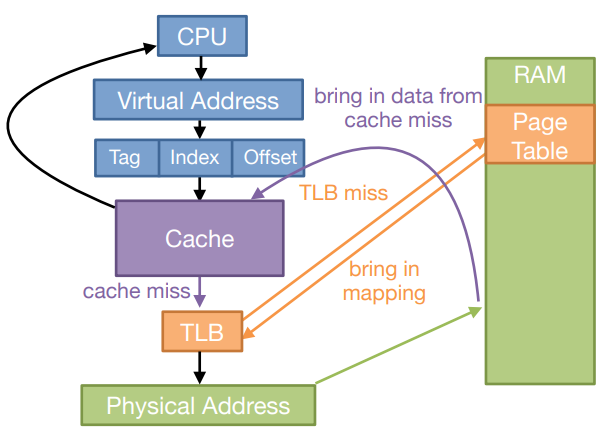 CPU
Virtual Address
Tag
Index
Offset
Cache
cache miss
TLB
Physical Address
bring in data from
cache miss
TLB miss
bring in
mapping
RAM
Page
Table